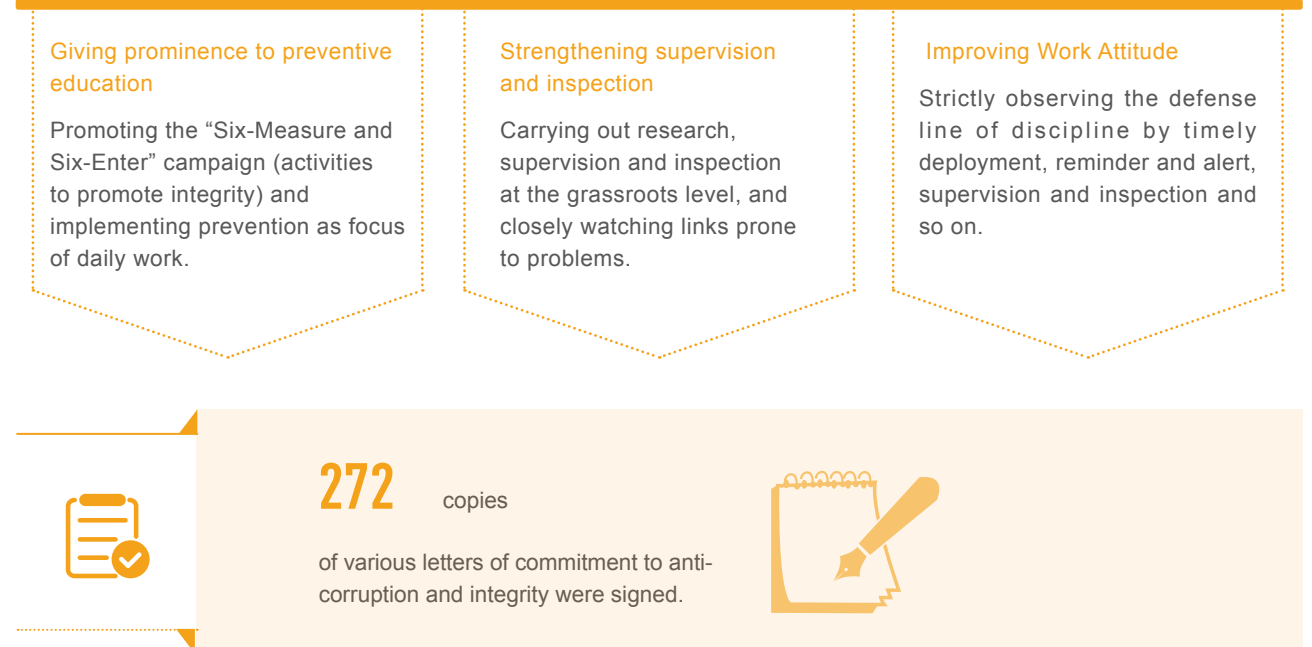 Giving prominence to preventive
education
Promoting the “Six-Measure and
Six-Enter” campaign (activities
to promote integrity) and
implementing prevention as focus
of daily work.
Strengthening supervision
and inspection
Carrying out research,
supervision and inspection
at the grassroots level, and
closely watching links prone
to problems.
Improving Work Attitude
Strictly observing the defense
line of discipline by timely
deployment, reminder and alert,
supervision and inspection and
so on.
272 copies
of various letters of commitment to anti-
corruption and integrity were signed.